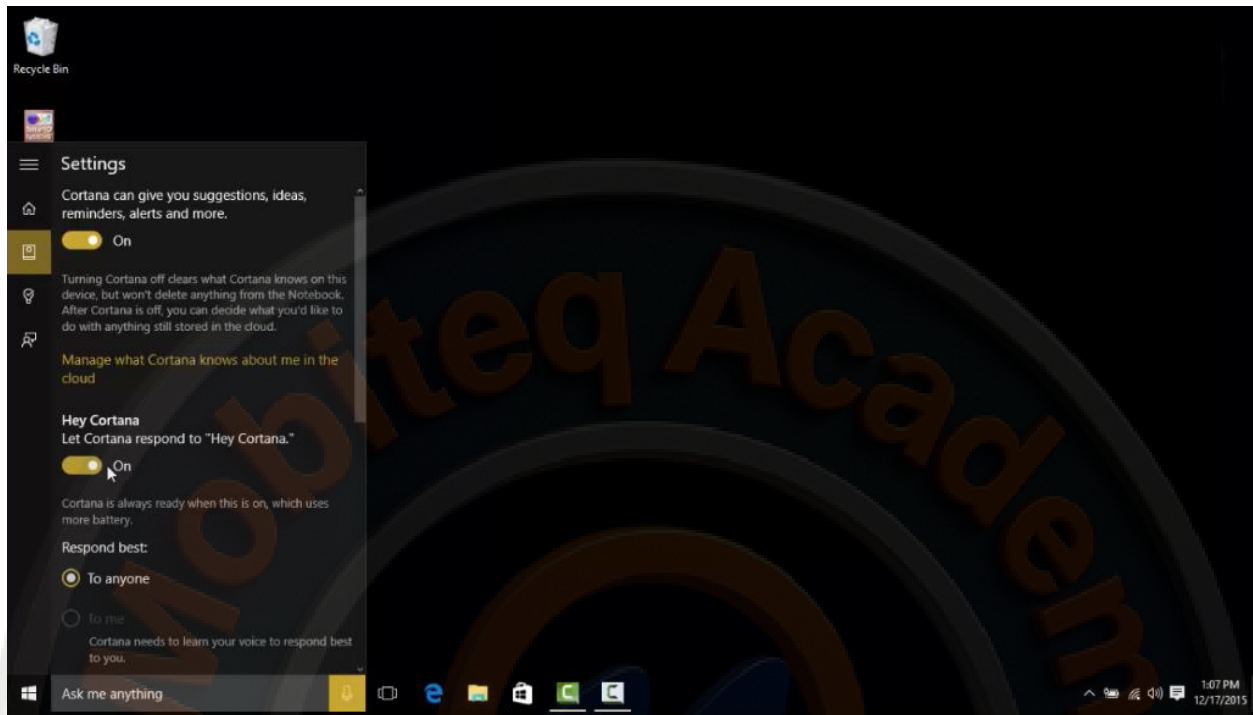 Recycle Bin
Settings
Cortana can give you suggestions, ideas,
reminders, alerts and more.
On
Turning Cortana off clears what Cortana knows on this
device, but won't delete anything from the Notebook.
After Cortana is off, you can decide what you'd like to
do with anything still stored in the cloud.
Manage what Cortana knows about me in the
cloud
Hey Cortana
Let Cortana respond to "Hey Cortana."
On
Cortana is always ready when this is on, which uses
more battery.
Respond best:
To anyone
To me
Cortana needs to learn your voice to respond best
to you.
Ask me anything
1:07 PM
12/17/2015
Mobiteq Academ